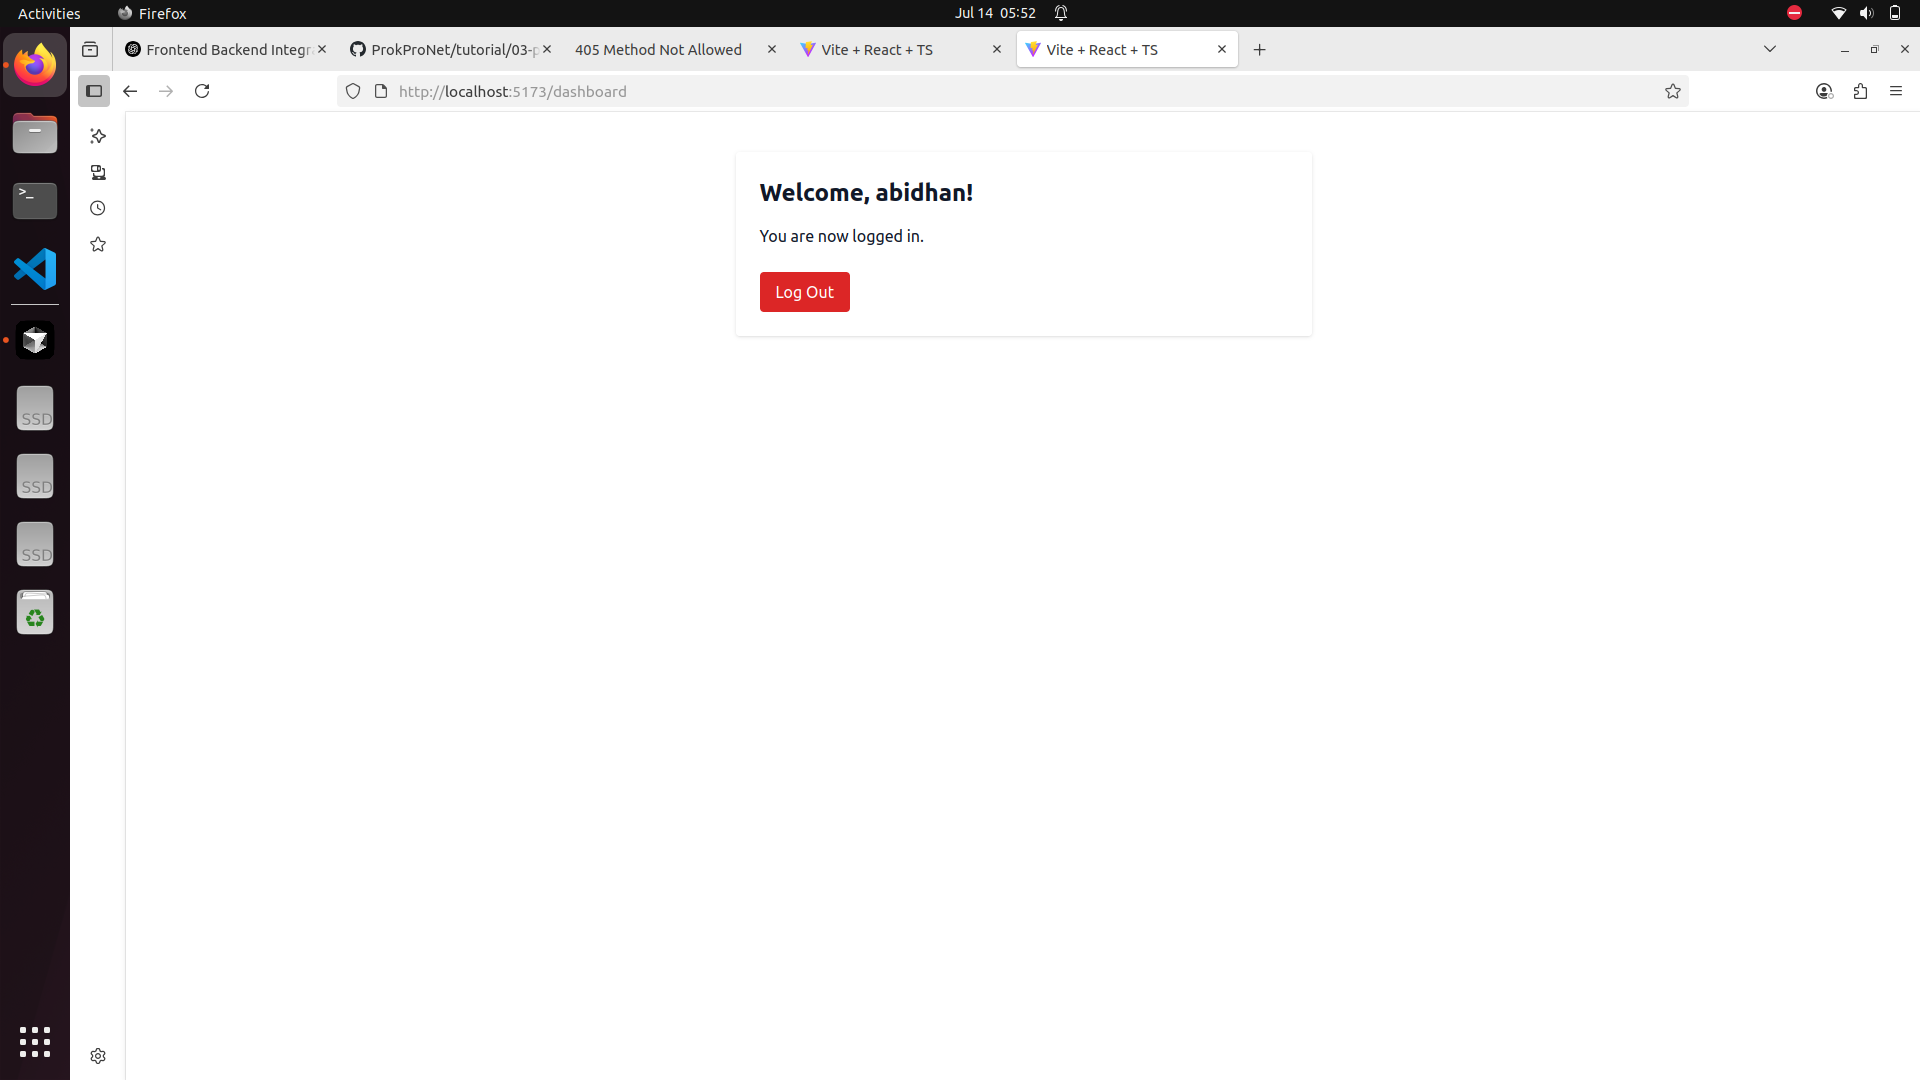 Activities
Firefox
Jul 14 05:52
Frontend Backend Integr
ProkProNet/tutorial/03-p
405 Method Not Allowed
Vite + React + TS
Vite + React + TS
http://localhost:5173/dashboard
Welcome, abidhan!
You are now logged in.
Log Out
>_
SSD
SSD
SSD